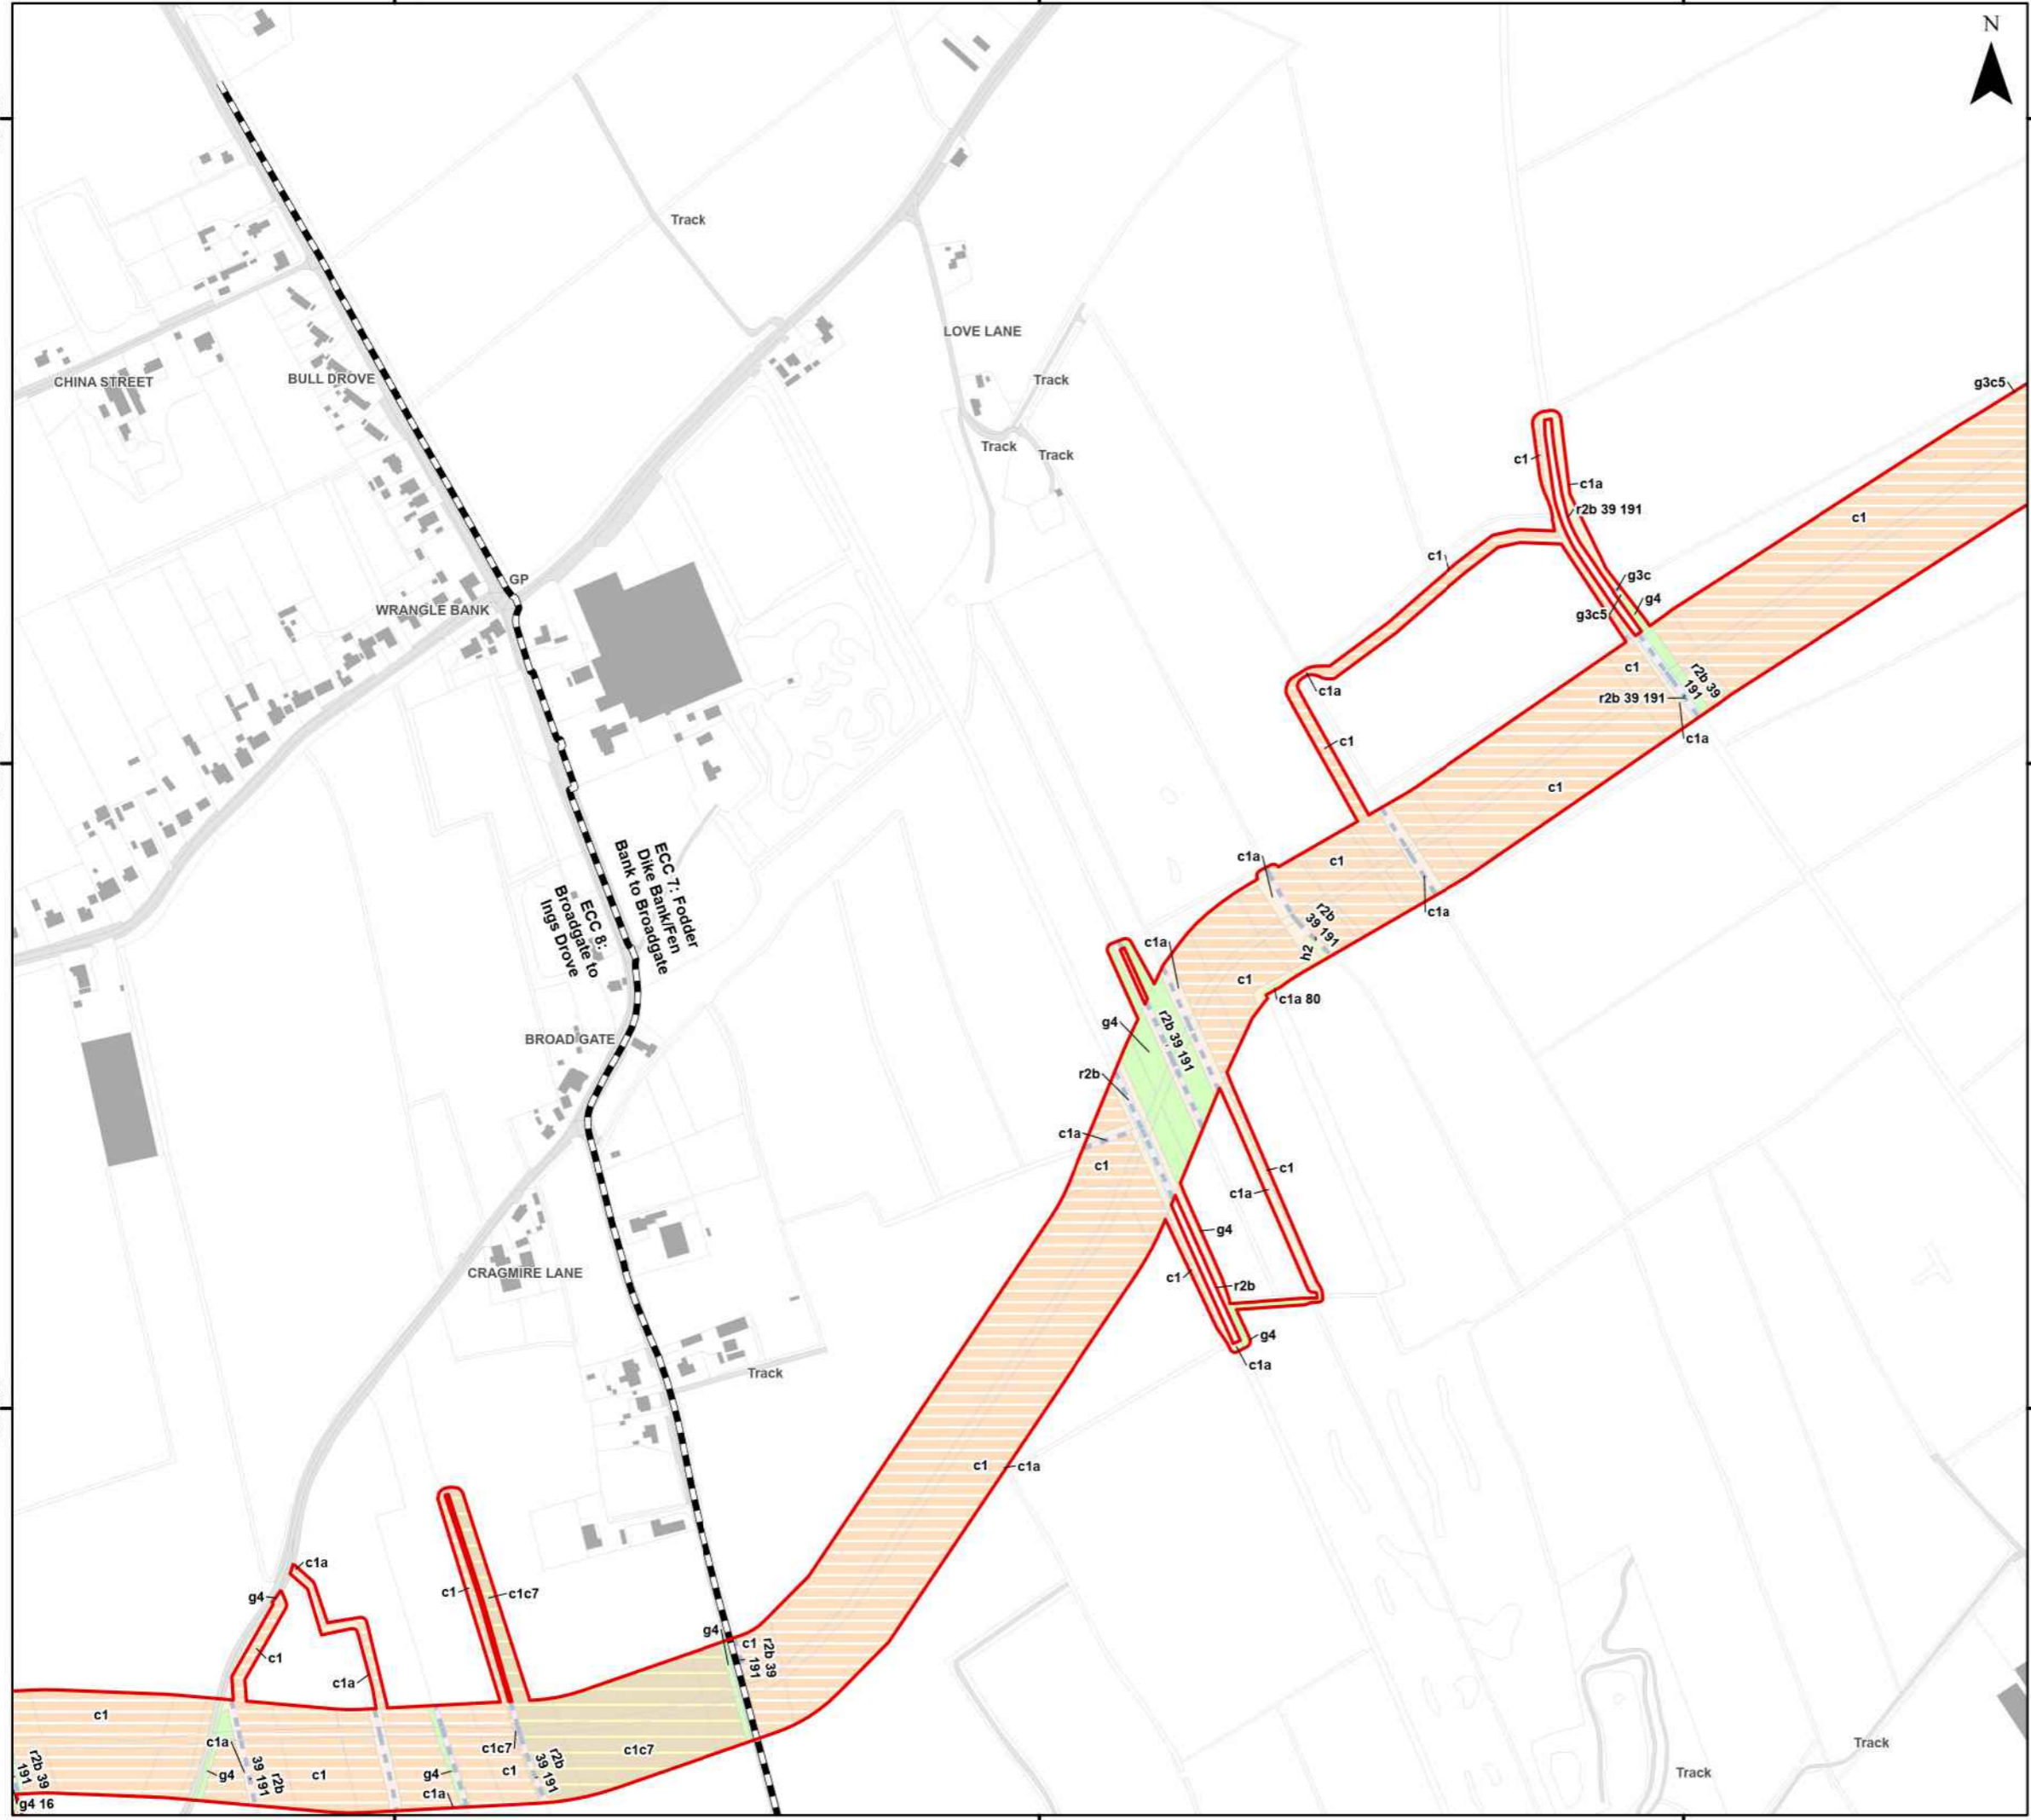 N
Track
LOVE LANE
CHINA STREET
BULL DROVE
Track
g3c5
Track
Track
c1
c1a
r2b 39 191
c1
c1
GP
WRANGLE BANK
g3c
g4
g3c5
c1
r2b 39
191
c1a
r2b 39 191
c1
c1a
c1
ECC 7: Fodder
Dike Bank/Fen
Bank to Broadgate
ECC 8:
Broadgate to
Ings Drove
c1a
c1
c1a
r2b
39 191
h2
c1a
c1
c1a 80
g4
r2b 39 191
BROAD GATE
r2b
c1a
c1
c1
c1a
g4
CRAGMIRE LANE
c1
r2b
g4
c1a
Track
c1
c1a
c1a
g4
c1
c1c7
c1
c1a
g4
c1
r2b 39
191
c1
c1a
g4
r2b
39 191
c1
g4
c1a
c1c7
c1
r2b
39 191
c1c7
r2b 39
191
g4 16
Track
Track